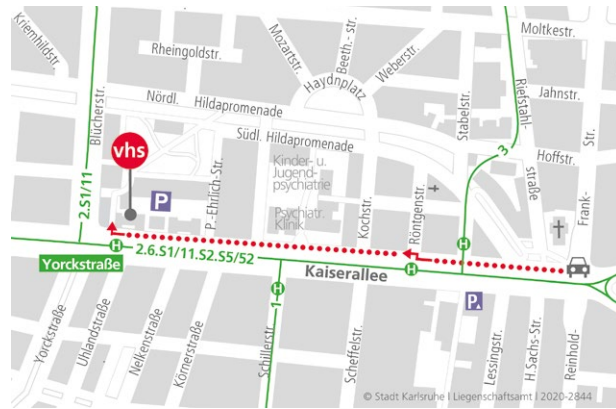 Kriemhildstr.
Rheingoldstr.
Mozartstr.
Beeth.- str.
Haydnplatz
Weberstr.
Moltkestr.
Riefstahl-
straße
Jahnstr.
Stabelstr.
Str.
Nördl. Hildapromenade
Südl. Hildapromenade
Blücherstr.
vhs
Hoffstr.
3
Kinder- u.
Jugend-
psychiatrie
Frank-
P
P.-Ehrlich-Str.
Psychiatr.
Klinik
Kochstr.
Röntgenstr.
2.S1/11
H
H
2.6.S1/11.S2.S5/52
Yorckstraße
Kaiserallee
H
H
1
P
Yorckstraße
Uhlandstraße
Nelkenstraße
Körnerstraße
Schillerstr.
Scheffelstr.
Lessingstr.
H.Sachs-Str.
Reinhold-
© Stadt Karlsruhe I Liegenschaftsamt I 2020-2844